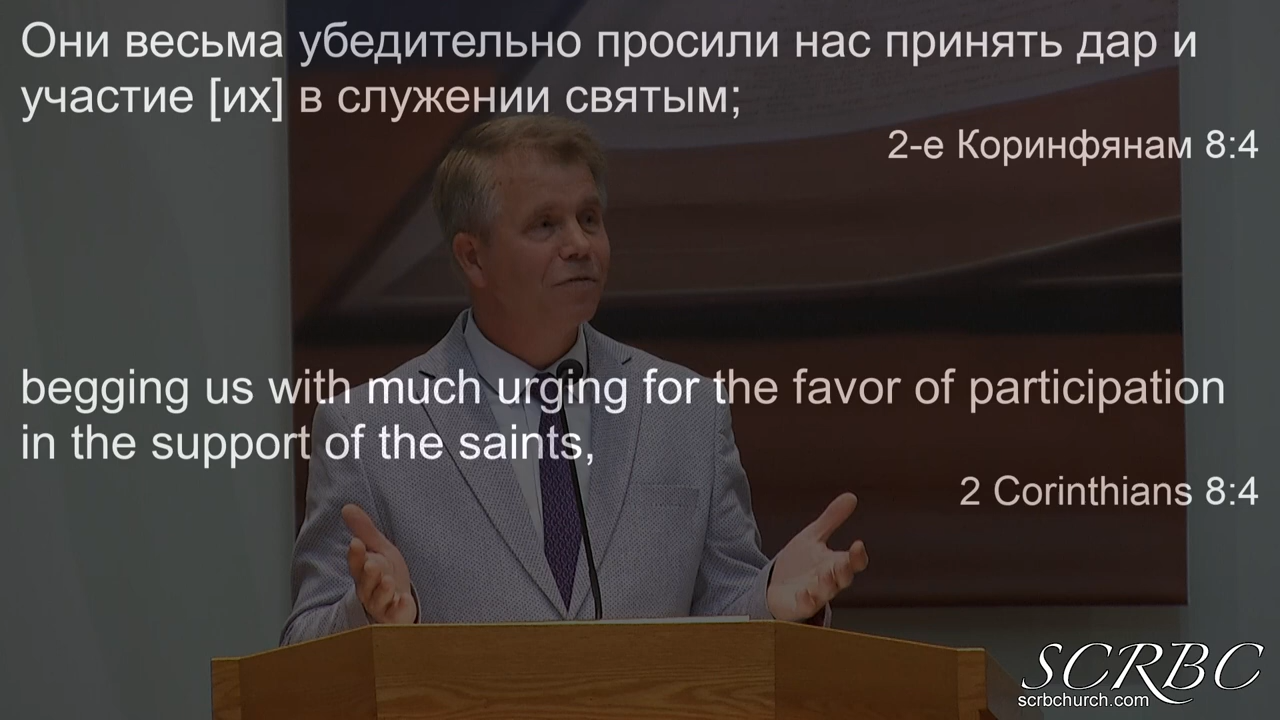 Они весьма убедительно просили нас принять дар и
участие [их] в служении святым;
2-е Коринфянам 8:4
begging us with much urging for the favor of participation
in the support of the saints,
2 Corinthians 8:4
SCRBC
scrbchurch.com